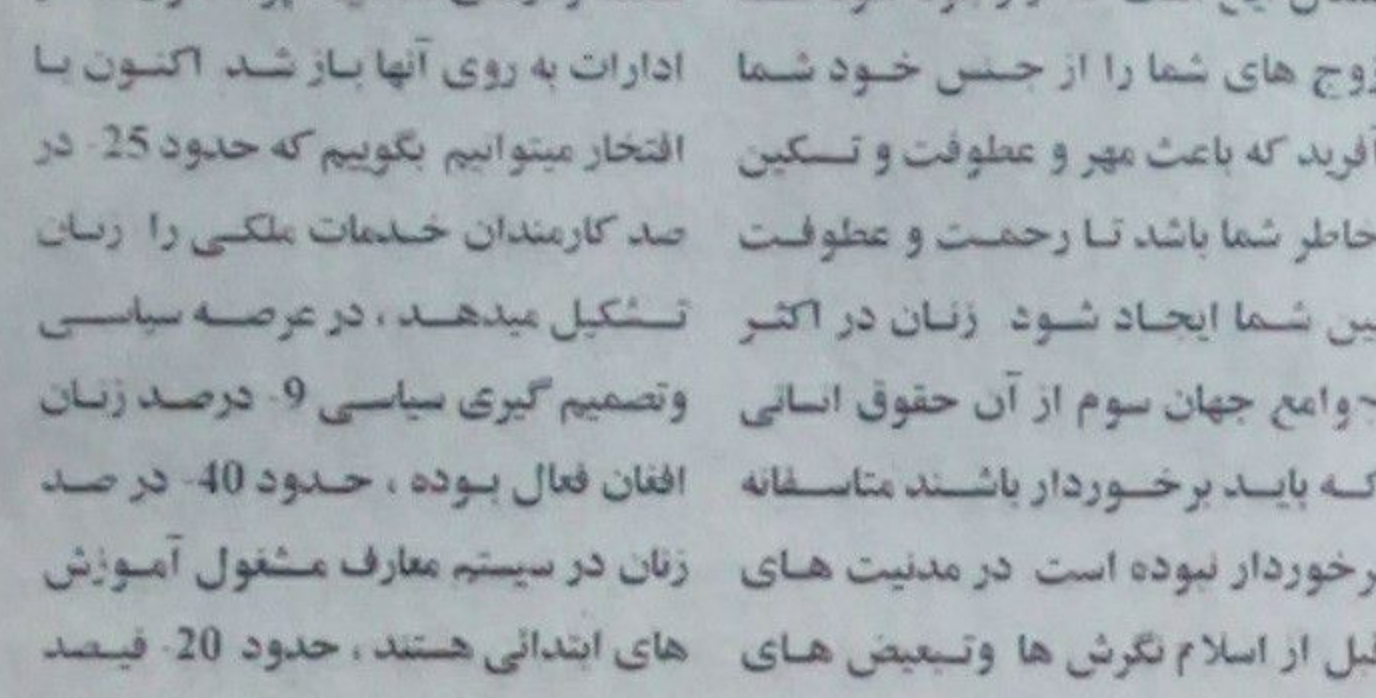 زوج های شما را از جنس خود شما
آفرید که باعث مهر و عطوفت و تسکین
خاطر شما باشد تا رحمت و عطوفت
بین شما ایجاد شود زنان در اکثر
جوامع جهان سوم از آن حقوق انسانی
که باید برخوردار باشند متاسفانه
برخوردار نبوده است در مدنیت های
قبل از اسلام نگرش ها وتبعیض های
ادارات به روی آنها باز شد اکنون با
افتخار میتوانیم بگوییم که حدود 25- در
صد کارمندان خدمات ملکی را زنان
تشکیل میدهد ، در عرصه سیاسی
وتصمیم گیری سیاسی 9- درصد زنان
افغان فعال بوده ، حدود 40- در صد
زنان در سیستم معارف مشغول آموزش
های ابتدائی هستند ، حدود 20- فیصد